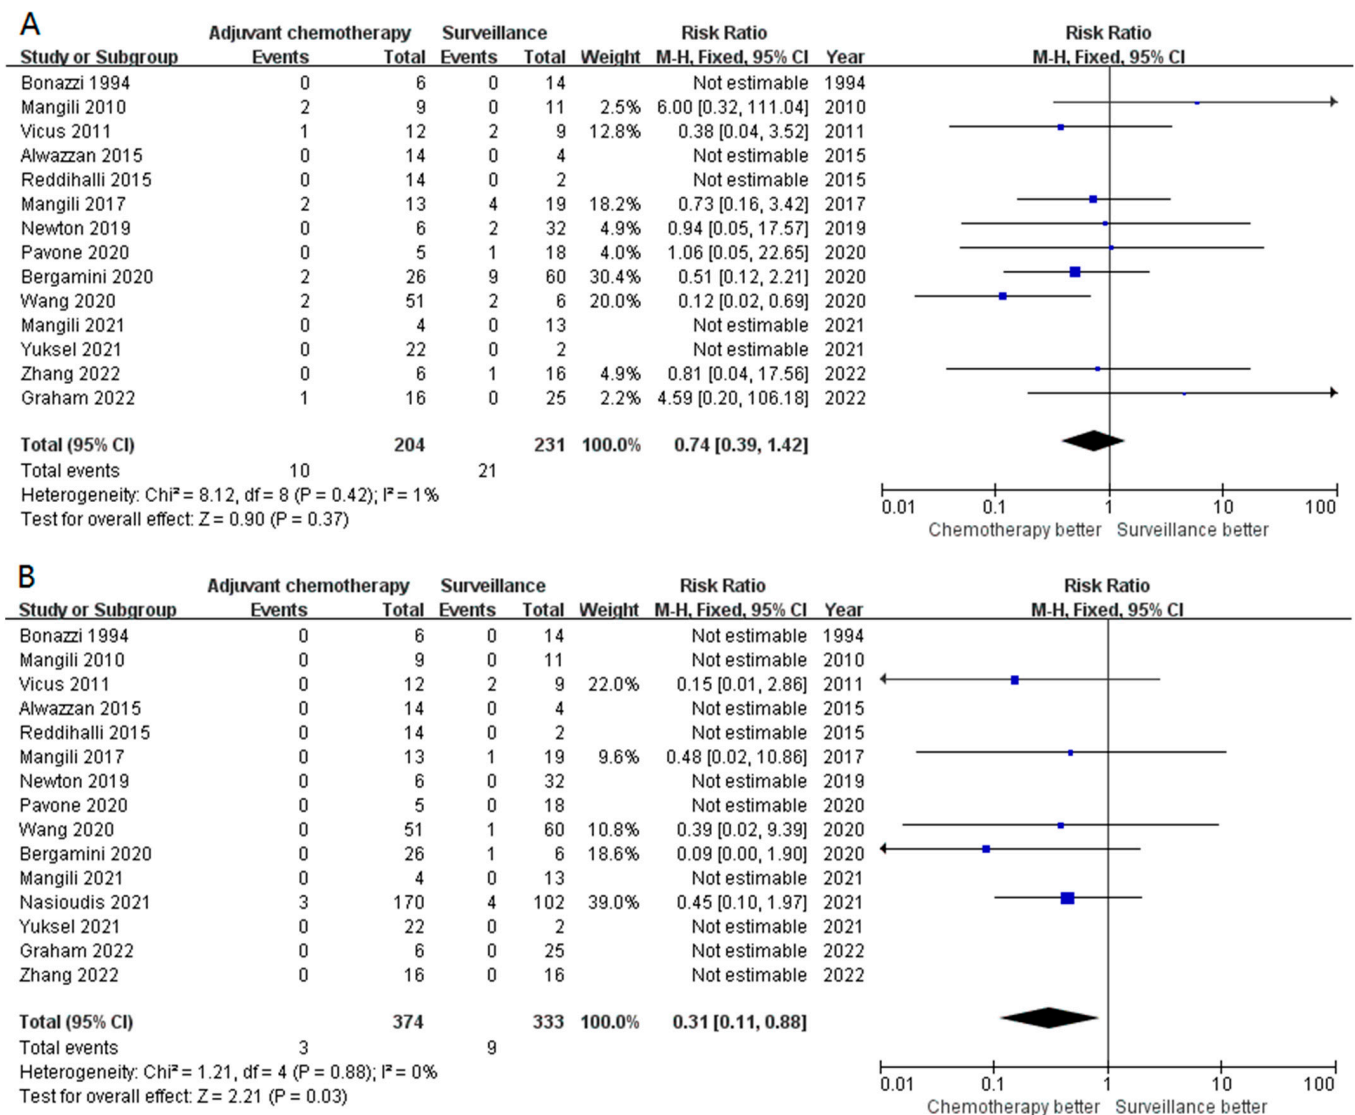 A
Adjuvant chemotherapy Surveillance Risk Ratio Risk Ratio
Study or Subgroup Events Total Events Total Weight M-H, Fixed, 95% CI Year M-H, Fixed, 95% CI
Bonazzi 1994 0 6 0 14 Not estimable 1994
Mangili 2010 2 9 0 11 2.5% 6.00 [0.32, 111.04] 2010
Vicus 2011 1 12 2 9 12.8% 0.38 [0.04, 3.52] 2011
Alwazzan 2015 0 14 0 4 Not estimable 2015
Reddihalli 2015 0 14 0 2 Not estimable 2015
Mangili 2017 2 13 4 19 18.2% 0.73 [0.16, 3.42] 2017
Newton 2019 0 6 2 32 4.9% 0.94 [0.05, 17.57] 2019
Pavone 2020 0 5 1 18 4.0% 1.06 [0.05, 22.65] 2020
Bergamini 2020 2 26 9 60 30.4% 0.51 [0.12, 2.21] 2020
Wang 2020 2 51 2 6 20.0% 0.12 [0.02, 0.69] 2020
Mangili 2021 0 4 0 13 Not estimable 2021
Yuksel 2021 0 22 0 2 Not estimable 2021
Zhang 2022 0 6 1 16 4.9% 0.81 [0.04, 17.56] 2022
Graham 2022 1 16 0 25 2.2% 4.59 [0.20, 106.18] 2022
Total (95% CI) 204 231 100.0% 0.74 [0.39, 1.42]
Total events 10 21
Heterogeneity: Chi² = 8.12, df = 8 (P = 0.42); I² = 1%
Test for overall effect: Z = 0.90 (P = 0.37)
0.01 0.1 1 10 100
Chemotherapy better Surveillance better
B
Adjuvant chemotherapy Surveillance Risk Ratio Risk Ratio
Study or Subgroup Events Total Events Total Weight M-H, Fixed, 95% CI Year M-H, Fixed, 95% CI
Bonazzi 1994 0 6 0 14 Not estimable 1994
Mangili 2010 0 9 0 11 Not estimable 2010
Vicus 2011 0 12 2 9 22.0% 0.15 [0.01, 2.86] 2011
Alwazzan 2015 0 14 0 4 Not estimable 2015
Reddihalli 2015 0 14 0 2 Not estimable 2015
Mangili 2017 0 13 1 19 9.6% 0.48 [0.02, 10.86] 2017
Newton 2019 0 6 0 32 Not estimable 2019
Pavone 2020 0 5 0 18 Not estimable 2020
Wang 2020 0 51 1 60 10.8% 0.39 [0.02, 9.39] 2020
Bergamini 2020 0 26 1 6 18.6% 0.09 [0.00, 1.90] 2020
Mangili 2021 0 4 0 13 Not estimable 2021
Nasioudis 2021 3 170 4 102 39.0% 0.45 [0.10, 1.97] 2021
Yuksel 2021 0 22 0 2 Not estimable 2021
Graham 2022 0 6 0 25 Not estimable 2022
Zhang 2022 0 16 0 16 Not estimable 2022
Total (95% CI) 374 333 100.0% 0.31 [0.11, 0.88]
Total events 3 9
Heterogeneity: Chi² = 1.21, df = 4 (P = 0.88); I² = 0%
Test for overall effect: Z = 2.21 (P = 0.03)
0.01 0.1 1 10 100
Chemotherapy better Surveillance better